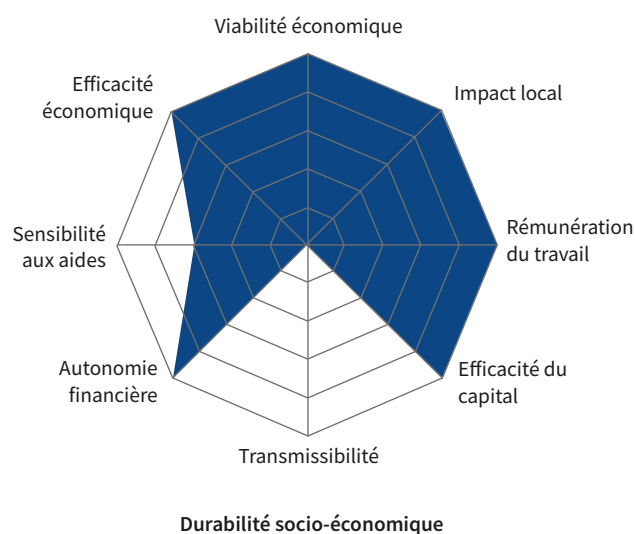 Viabilité économique
Efficacité
économique
Impact local
Sensibilité
aux aides
Rémunération
du travail
Autonomie
financière
Efficacité du
capital
Transmissibilité
Durabilité socio-économique